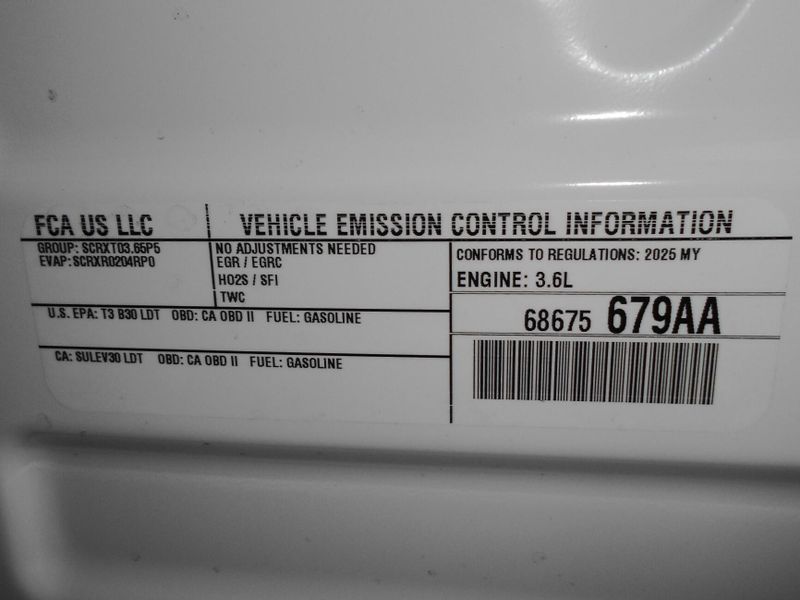 FCA US LLC VEHICLE EMISSION CONTROL INFORMATION
GROUP: SCRXT03.65P5
EVAP: SCRXR0204RP0
NO ADJUSTMENTS NEEDED
EGR / EGRC
HO2S / SFI
TWC
CONFORMS TO REGULATIONS: 2025 MY
ENGINE: 3.6L
U.S. EPA: T3 B30 LDT OBD: CA OBD II FUEL: GASOLINE
68675 679AA
CA: SULEV30 LDT OBD: CA OBD II FUEL: GASOLINE